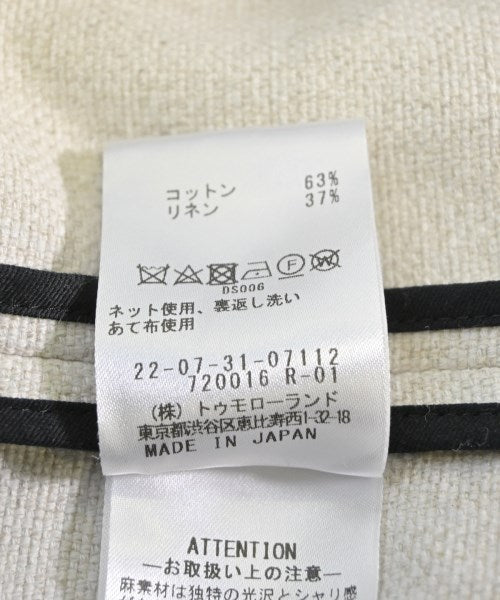 コットン 63%
リネン 37%
F W
DS006
ネット使用、裏返し洗い
あて布使用
22-07-31-07112
720016 R-01
(株) トゥモローランド
東京都渋谷区恵比寿西1-32-18
MADE IN JAPAN
ATTENTION
―お取扱い上の注意―
麻素材は独特の光沢とシャリ感